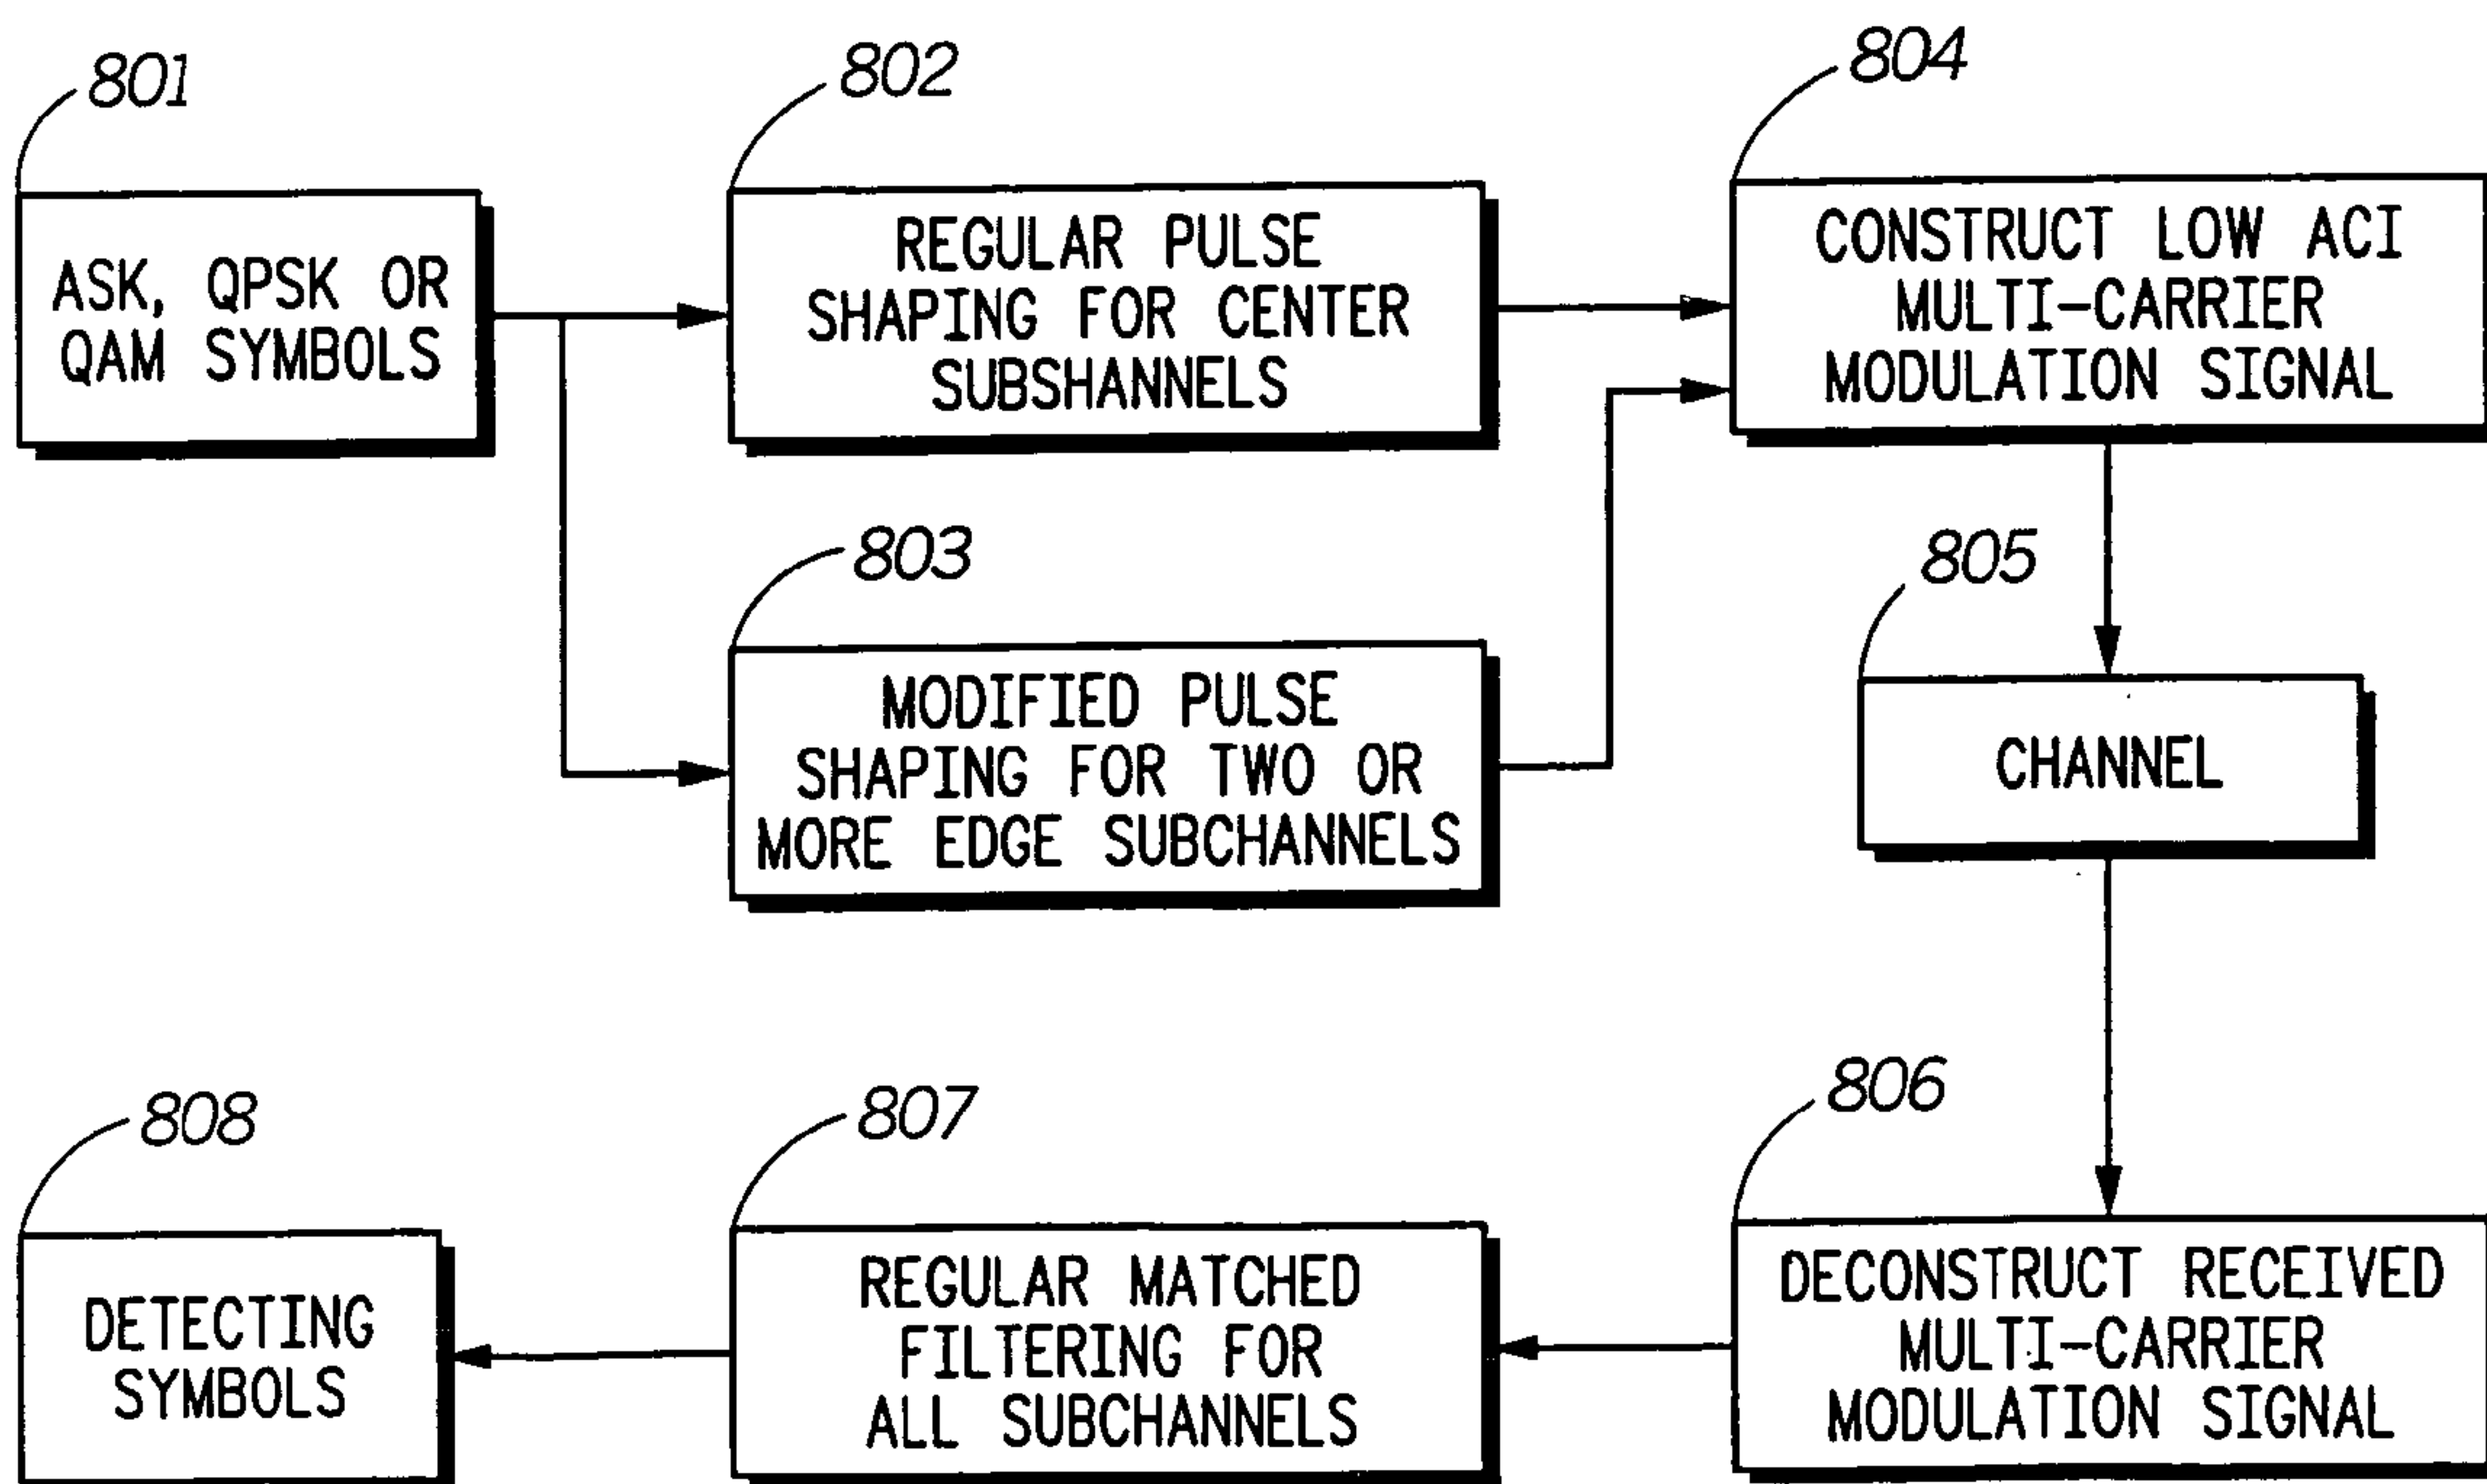 801
ASK, QPSK OR
QAM SYMBOLS
802
REGULAR PULSE
SHAPING FOR CENTER
SUBSHANNELS
804
CONSTRUCT LOW ACI
MULTI-CARRIER
MODULATION SIGNAL
803
MODIFIED PULSE
SHAPING FOR TWO OR
MORE EDGE SUBCHANNELS
805
CHANNEL
808
DETECTING
SYMBOLS
807
REGULAR MATCHED
FILTERING FOR
ALL SUBCHANNELS
806
DECONSTRUCT RECEIVED
MULTI-CARRIER
MODULATION SIGNAL